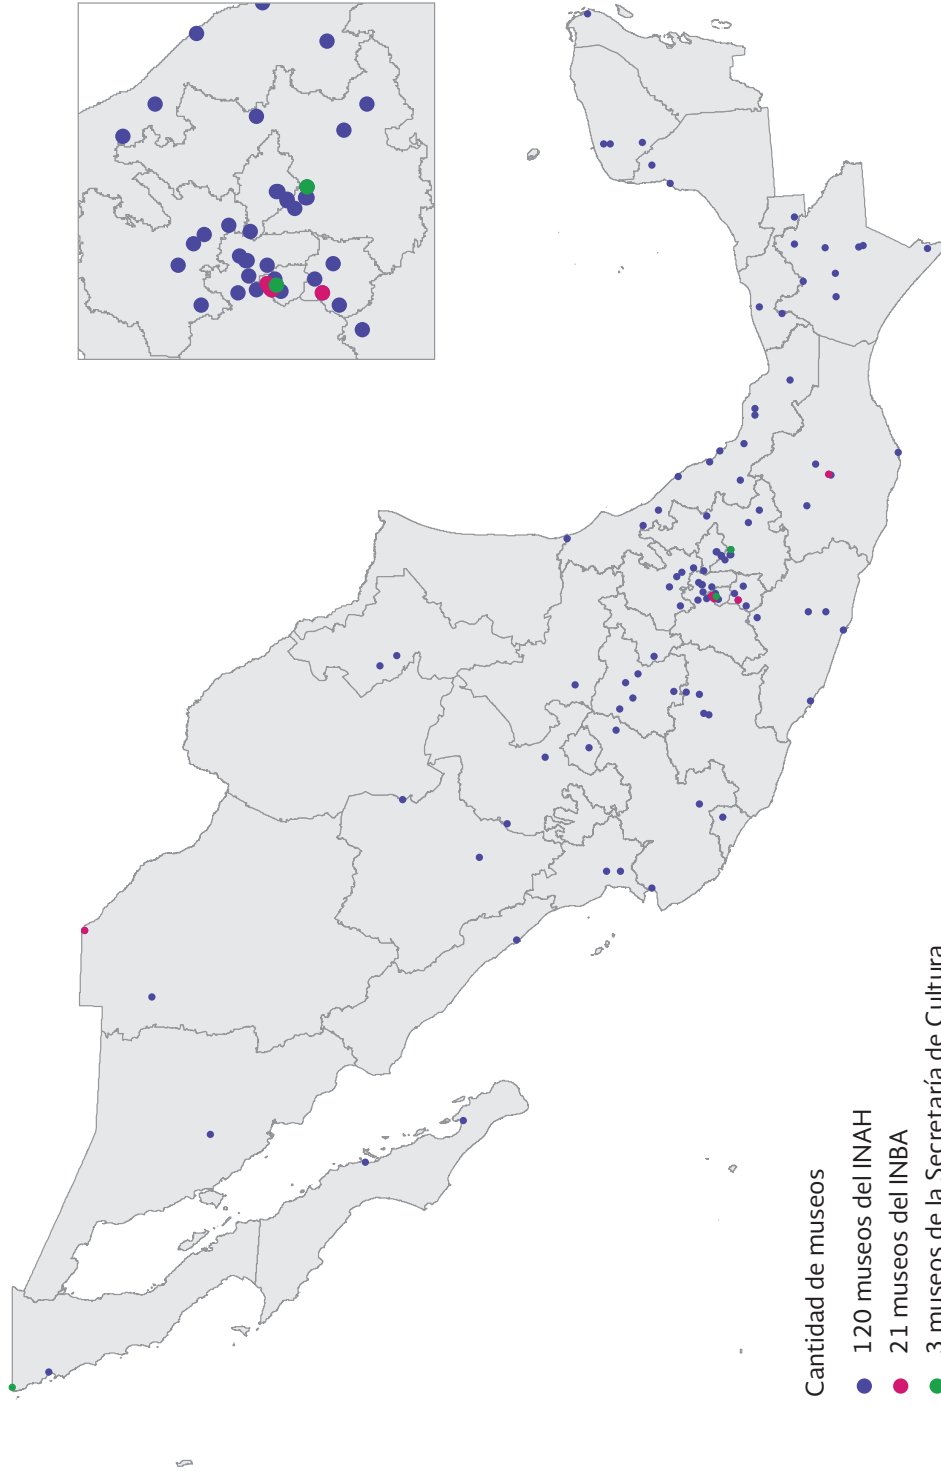 Cantidad de museos
120 museos del INAH
21 museos del INBA
3 museos de la Secretaría de Cultura